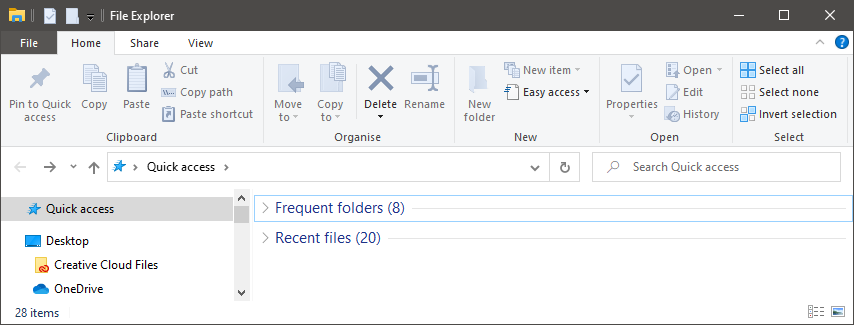 File Explorer
File Home Share View
Pin to Quick access
Copy
Paste
Cut
Copy path
Paste shortcut
Clipboard
Move to
Copy to
Delete
Rename
Organise
New folder
New item
Easy access
New
Properties
Open
Edit
History
Open
Select all
Select none
Invert selection
Select
Quick access
Search Quick access
Quick access
Desktop
Creative Cloud Files
OneDrive
Frequent folders (8)
Recent files (20)
28 items